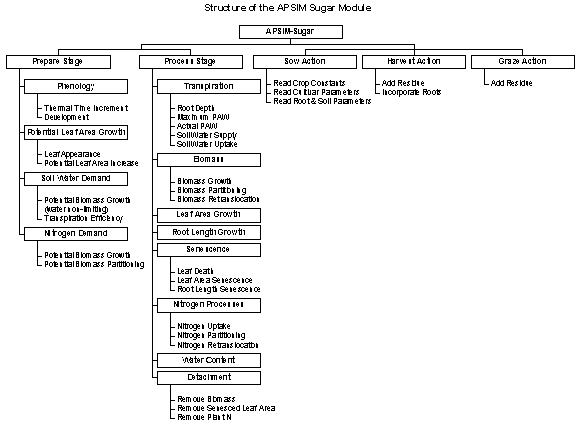 Structure of the APSIM Sugar Module
APSIM-Sugar
Prepare Stage
Process Stage
Sow Action
Harvest Action
Graze Action
Phenology
Thermal Time Increment
Development
Potential Leaf Area Growth
Leaf Appearance
Potential Leaf Area Increase
Soil Water Demand
Potential Biomass Growth
(water non-limiting)
Transpiration Efficiency
Nitrogen Demand
Potential Biomass Growth
Potential Biomass Partitioning
Transpiration
Root Depth
Maximum PAW
Actual PAW
Soil Water Supply
Soil Water Uptake
Biomass
Biomass Growth
Biomass Partitioning
Biomass Retranslocation
Leaf Area Growth
Root Length Growth
Senescence
Leaf Death
Leaf Area Senescence
Root Length Senescence
Nitrogen Processes
Nitrogen Uptake
Nitrogen Partitioning
Nitrogen Retranslocation
Water Content
Detachment
Remove Biomass
Remove Senesced Leaf Area
Remove Plant N
Read Crop Constants
Read Cultivar Parameters
Read Root & Soil Parameters
Add Residue
Incorporate Roots
Add Residue